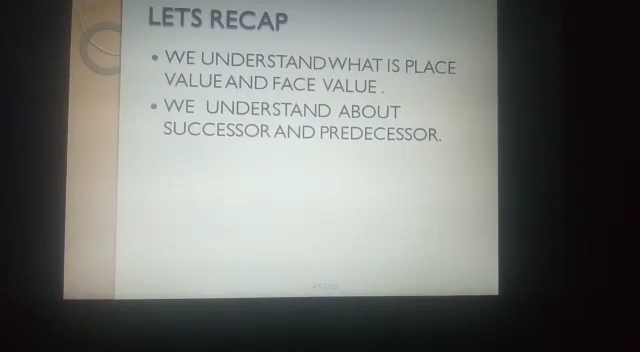 LETS RECAP
• WE UNDERSTAND WHAT IS PLACE
VALUE AND FACE VALUE .
• WE UNDERSTAND ABOUT
SUCCESSOR AND PREDECESSOR.